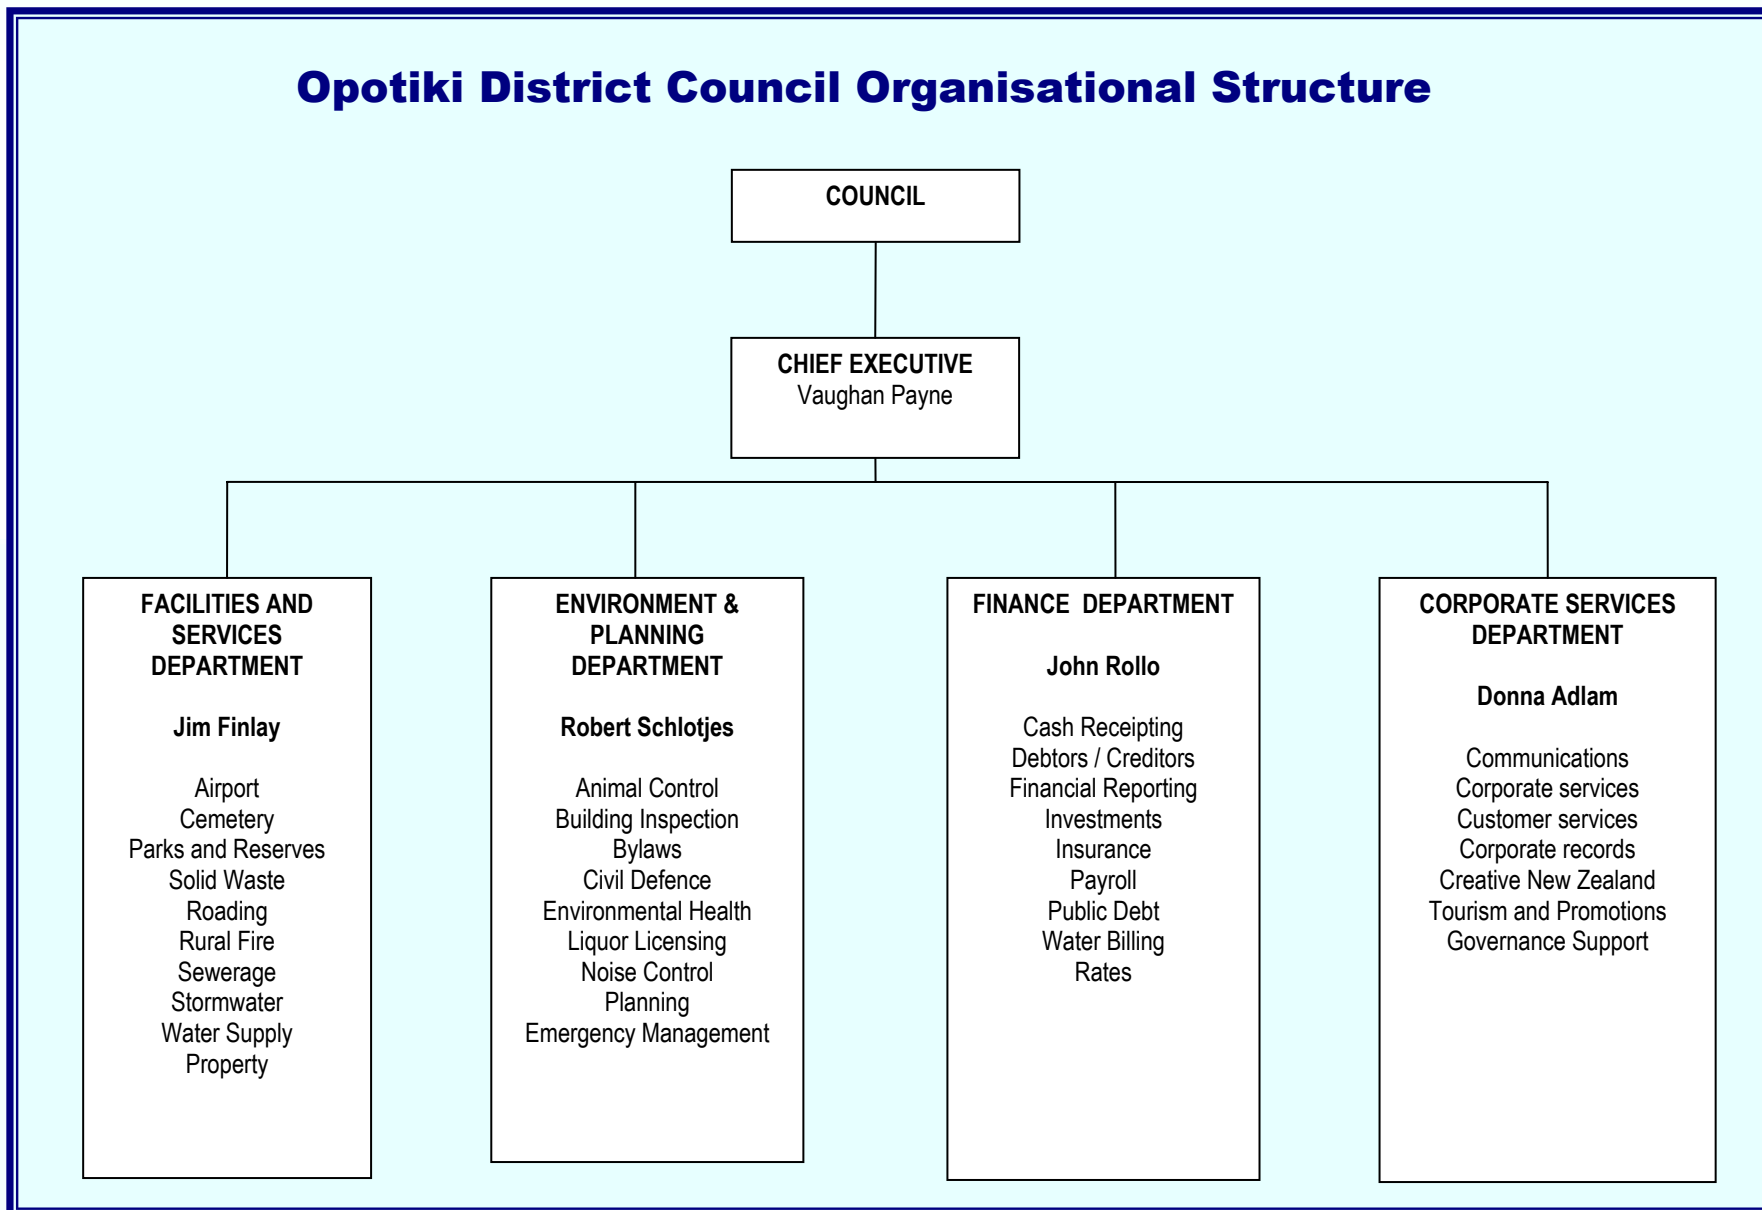 Opotiki District Council Organisational Structure
COUNCIL
CHIEF EXECUTIVE
Vaughan Payne
FACILITIES AND
SERVICES
DEPARTMENT
Jim Finlay
Airport
Cemetery
Parks and Reserves
Solid Waste
Roading
Rural Fire
Sewerage
Stormwater
Water Supply
Property
ENVIRONMENT &
PLANNING
DEPARTMENT
Robert Schlotjes
Animal Control
Building Inspection
Bylaws
Civil Defence
Environmental Health
Liquor Licensing
Noise Control
Planning
Emergency Management
FINANCE  DEPARTMENT
John Rollo
Cash Receipting
Debtors / Creditors
Financial Reporting
Investments
Insurance
Payroll
Public Debt
Water Billing
Rates
CORPORATE SERVICES
DEPARTMENT
Donna Adlam
Communications
Corporate services
Customer services
Corporate records
Creative New Zealand
Tourism and Promotions
Governance Support